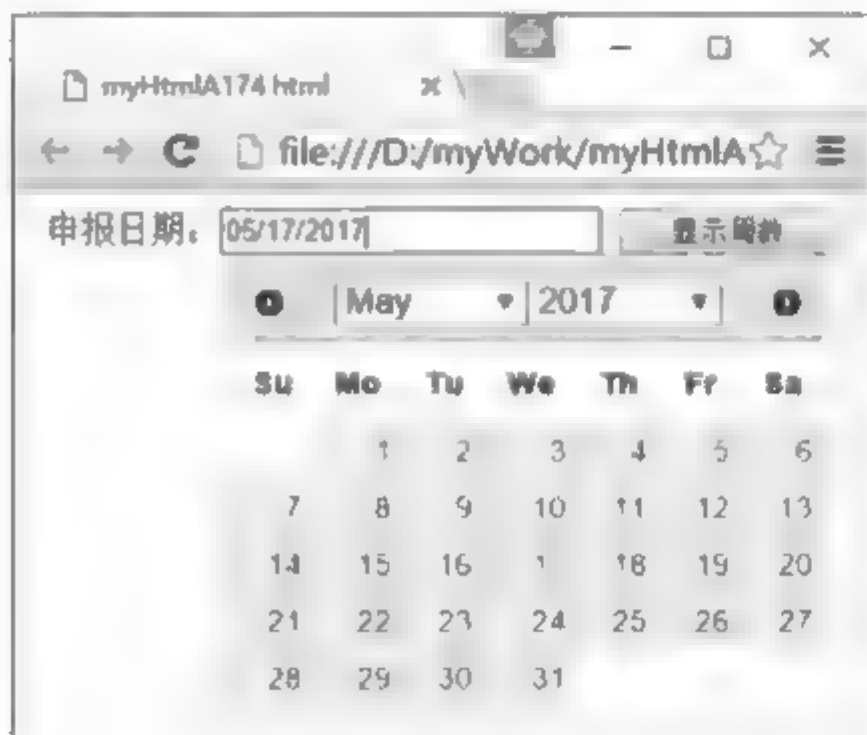 myHtmlA174 html
file:///D:/myWork/myHtmlA
申报日期： 05/17/2017 显示
May 2017
Su Mo Tu We Th Fr Sa
1 2 3 4 5 6
7 8 9 10 11 12 13
14 15 16 1 18 19 20
21 22 23 24 25 26 27
28 29 30 31